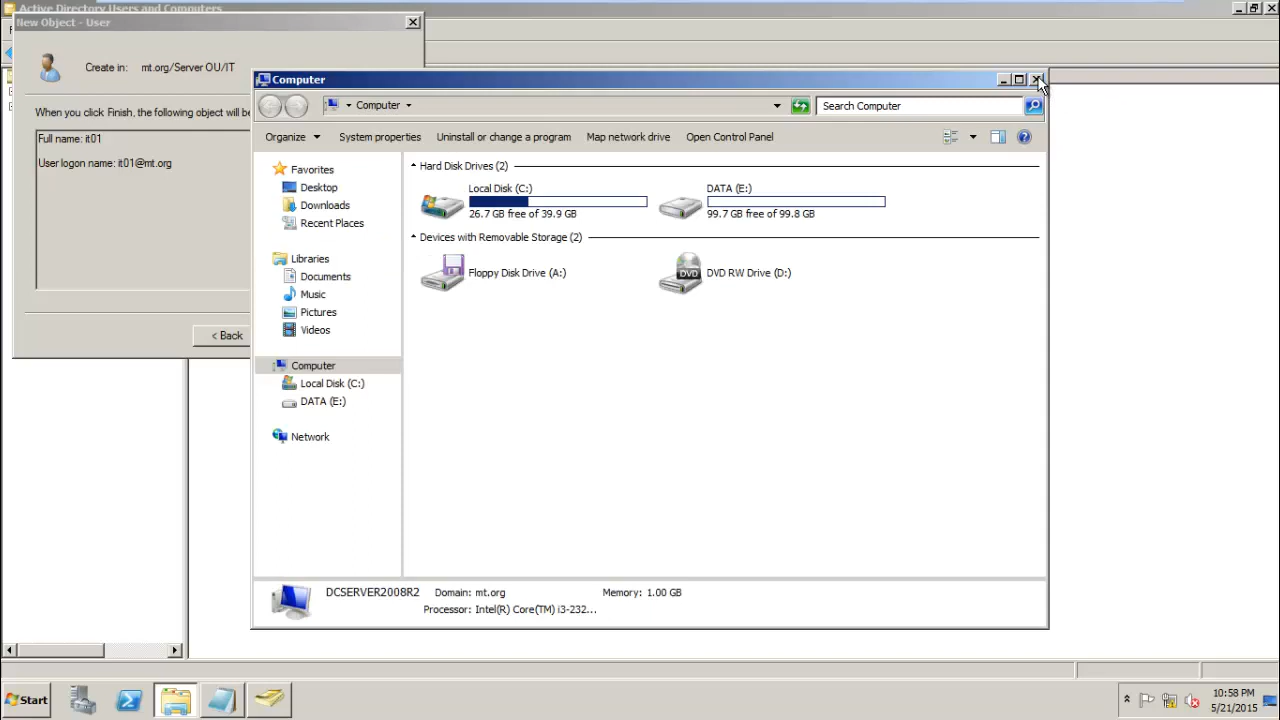 Active Directory Users and Computers
New Object - User
Create in: mt.org/Server OU/IT
When you click Finish, the following object will be
Full name: it01
User logon name: it01@mt.org
< Back
Computer
Computer
Search Computer
Organize
System properties
Uninstall or change a program
Map network drive
Open Control Panel
Favorites
Desktop
Downloads
Recent Places
Libraries
Documents
Music
Pictures
Videos
Computer
Local Disk (C:)
DATA (E:)
Network
Hard Disk Drives (2)
Local Disk (C:)
26.7 GB free of 39.9 GB
DATA (E:)
99.7 GB free of 99.8 GB
Devices with Removable Storage (2)
Floppy Disk Drive (A:)
DVD
DVD RW Drive (D:)
DCSERVER2008R2 Domain: mt.org Memory: 1.00 GB
Processor: Intel(R) Core(TM) i3-232...
Start
10:58 PM
5/21/2015